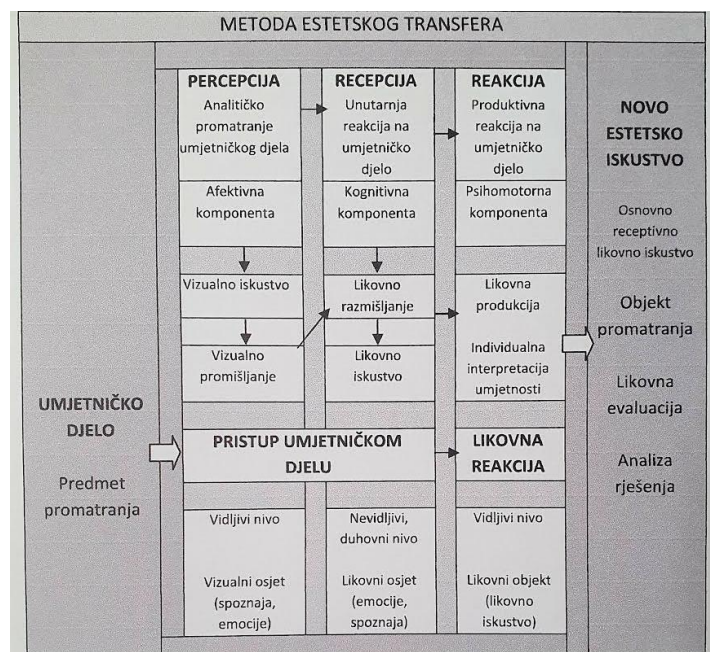 METODA ESTETSKOG TRANSFERA
UMJETNIČKO
DJELO
Predmet
promatranja
PERCEPCIJA
Analitičko
promatranje
umjetničkog djela
Afektivna
komponenta
Vizualno iskustvo
Vizualno
promišljanje
RECEPCIJA
Unutarnja
reakcija na
umjetničko
djelo
Kognitivna
komponenta
Likovno
razmišljanje
Likovno
iskustvo
REAKCIJA
Produktivna
reakcija na
umjetničko
djelo
Psihomotorna
komponenta
Likovna
produkcija
Individualna
interpretacija
umjetnosti
PRISTUP UMJETNIČKOM
DJELU
LIKOVNA
REAKCIJA
Vidljivi nivo
Vizualni osjet
(spoznaja,
emocije)
Nevidljivi,
duhovni nivo
Likovni osjet
(emocije,
spoznaja)
Vidljivi nivo
Likovni objekt
(likovno
iskustvo)
NOVO
ESTETSKO
ISKUSTVO
Osnovno
receptivno
likovno iskustvo
Objekt
promatranja
Likovna
evaluacija
Analiza
rješenja